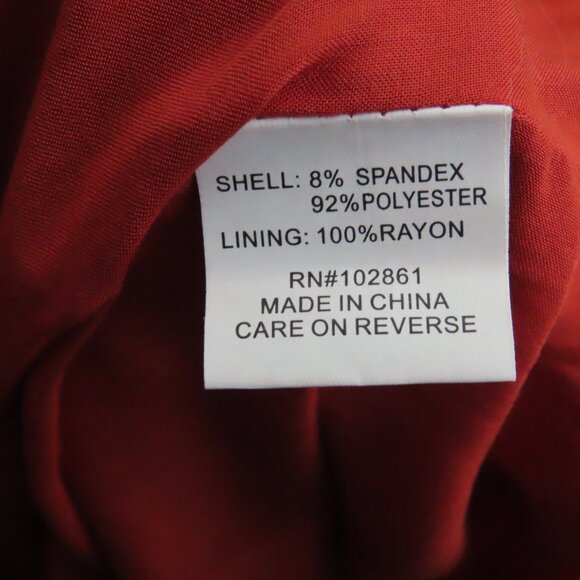 SHELL: 8% SPANDEX
92%POLYESTER
LINING: 100%RAYON
RN#102861
MADE IN CHINA
CARE ON REVERSE